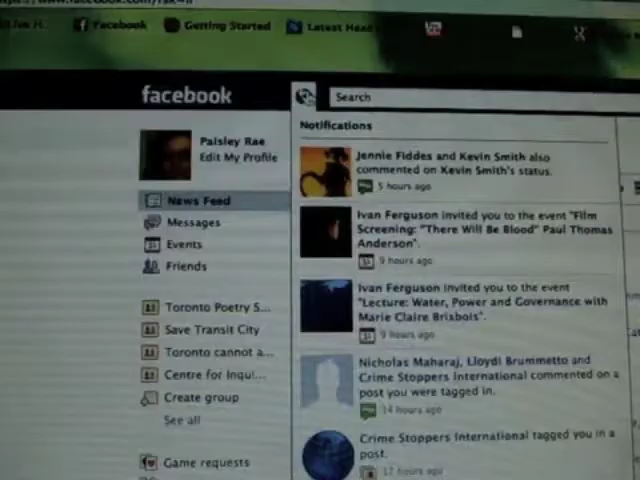 Facebook
Getting Started
Latest Head
facebook
Search
Paisley Rae
Edit My Profile
News Feed
Messages
Events
Friends
Toronto Poetry S...
Save Transit City
Toronto cannot a...
Centre for Inqui...
Create group
See all
Game requests
Notifications
Jennie Fiddes and Kevin Smith also
commented on Kevin Smith's status.
5 hours ago
Ivan Ferguson invited you to the event "Film
Screening: "There Will Be Blood" Paul Thomas
Anderson".
9 hours ago
Ivan Ferguson invited you to the event
"Lecture: Water, Power and Governance with
Marie Claire Brisbois".
9 hours ago
Nicholas Maharaj, Lloydi Brummetto and
Crime Stoppers International commented on a
post you were tagged in.
14 hours ago
Crime Stoppers International tagged you in a
post.
17 hours ago